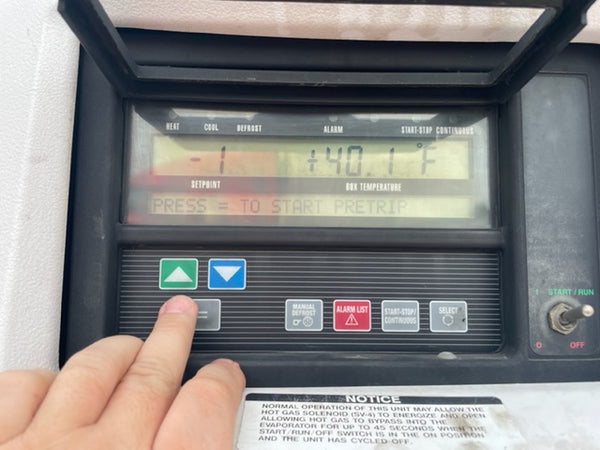 HEAT COOL DEFROST ALARM START-STOP CONTINUOUS
-1 +40.1 °F
SETPOINT BOX TEMPERATURE
PRESS = TO START PRETRIP
MANUAL DEFROST
ALARM LIST
START-STOP/ CONTINUOUS
SELECT
I START/RUN
O OFF
NOTICE
NORMAL OPERATION OF THIS UNIT MAY ALLOW THE
HOT GAS SOLENOID (SV-4) TO ENERGIZE AND OPEN,
ALLOWING HOT GAS TO BYPASS INTO THE
EVAPORATOR FOR UP TO 45 SECONDS WHEN THE
START/RUN/OFF SWITCH IS IN THE ON POSITION
AND THE UNIT HAS CYCLED OFF.